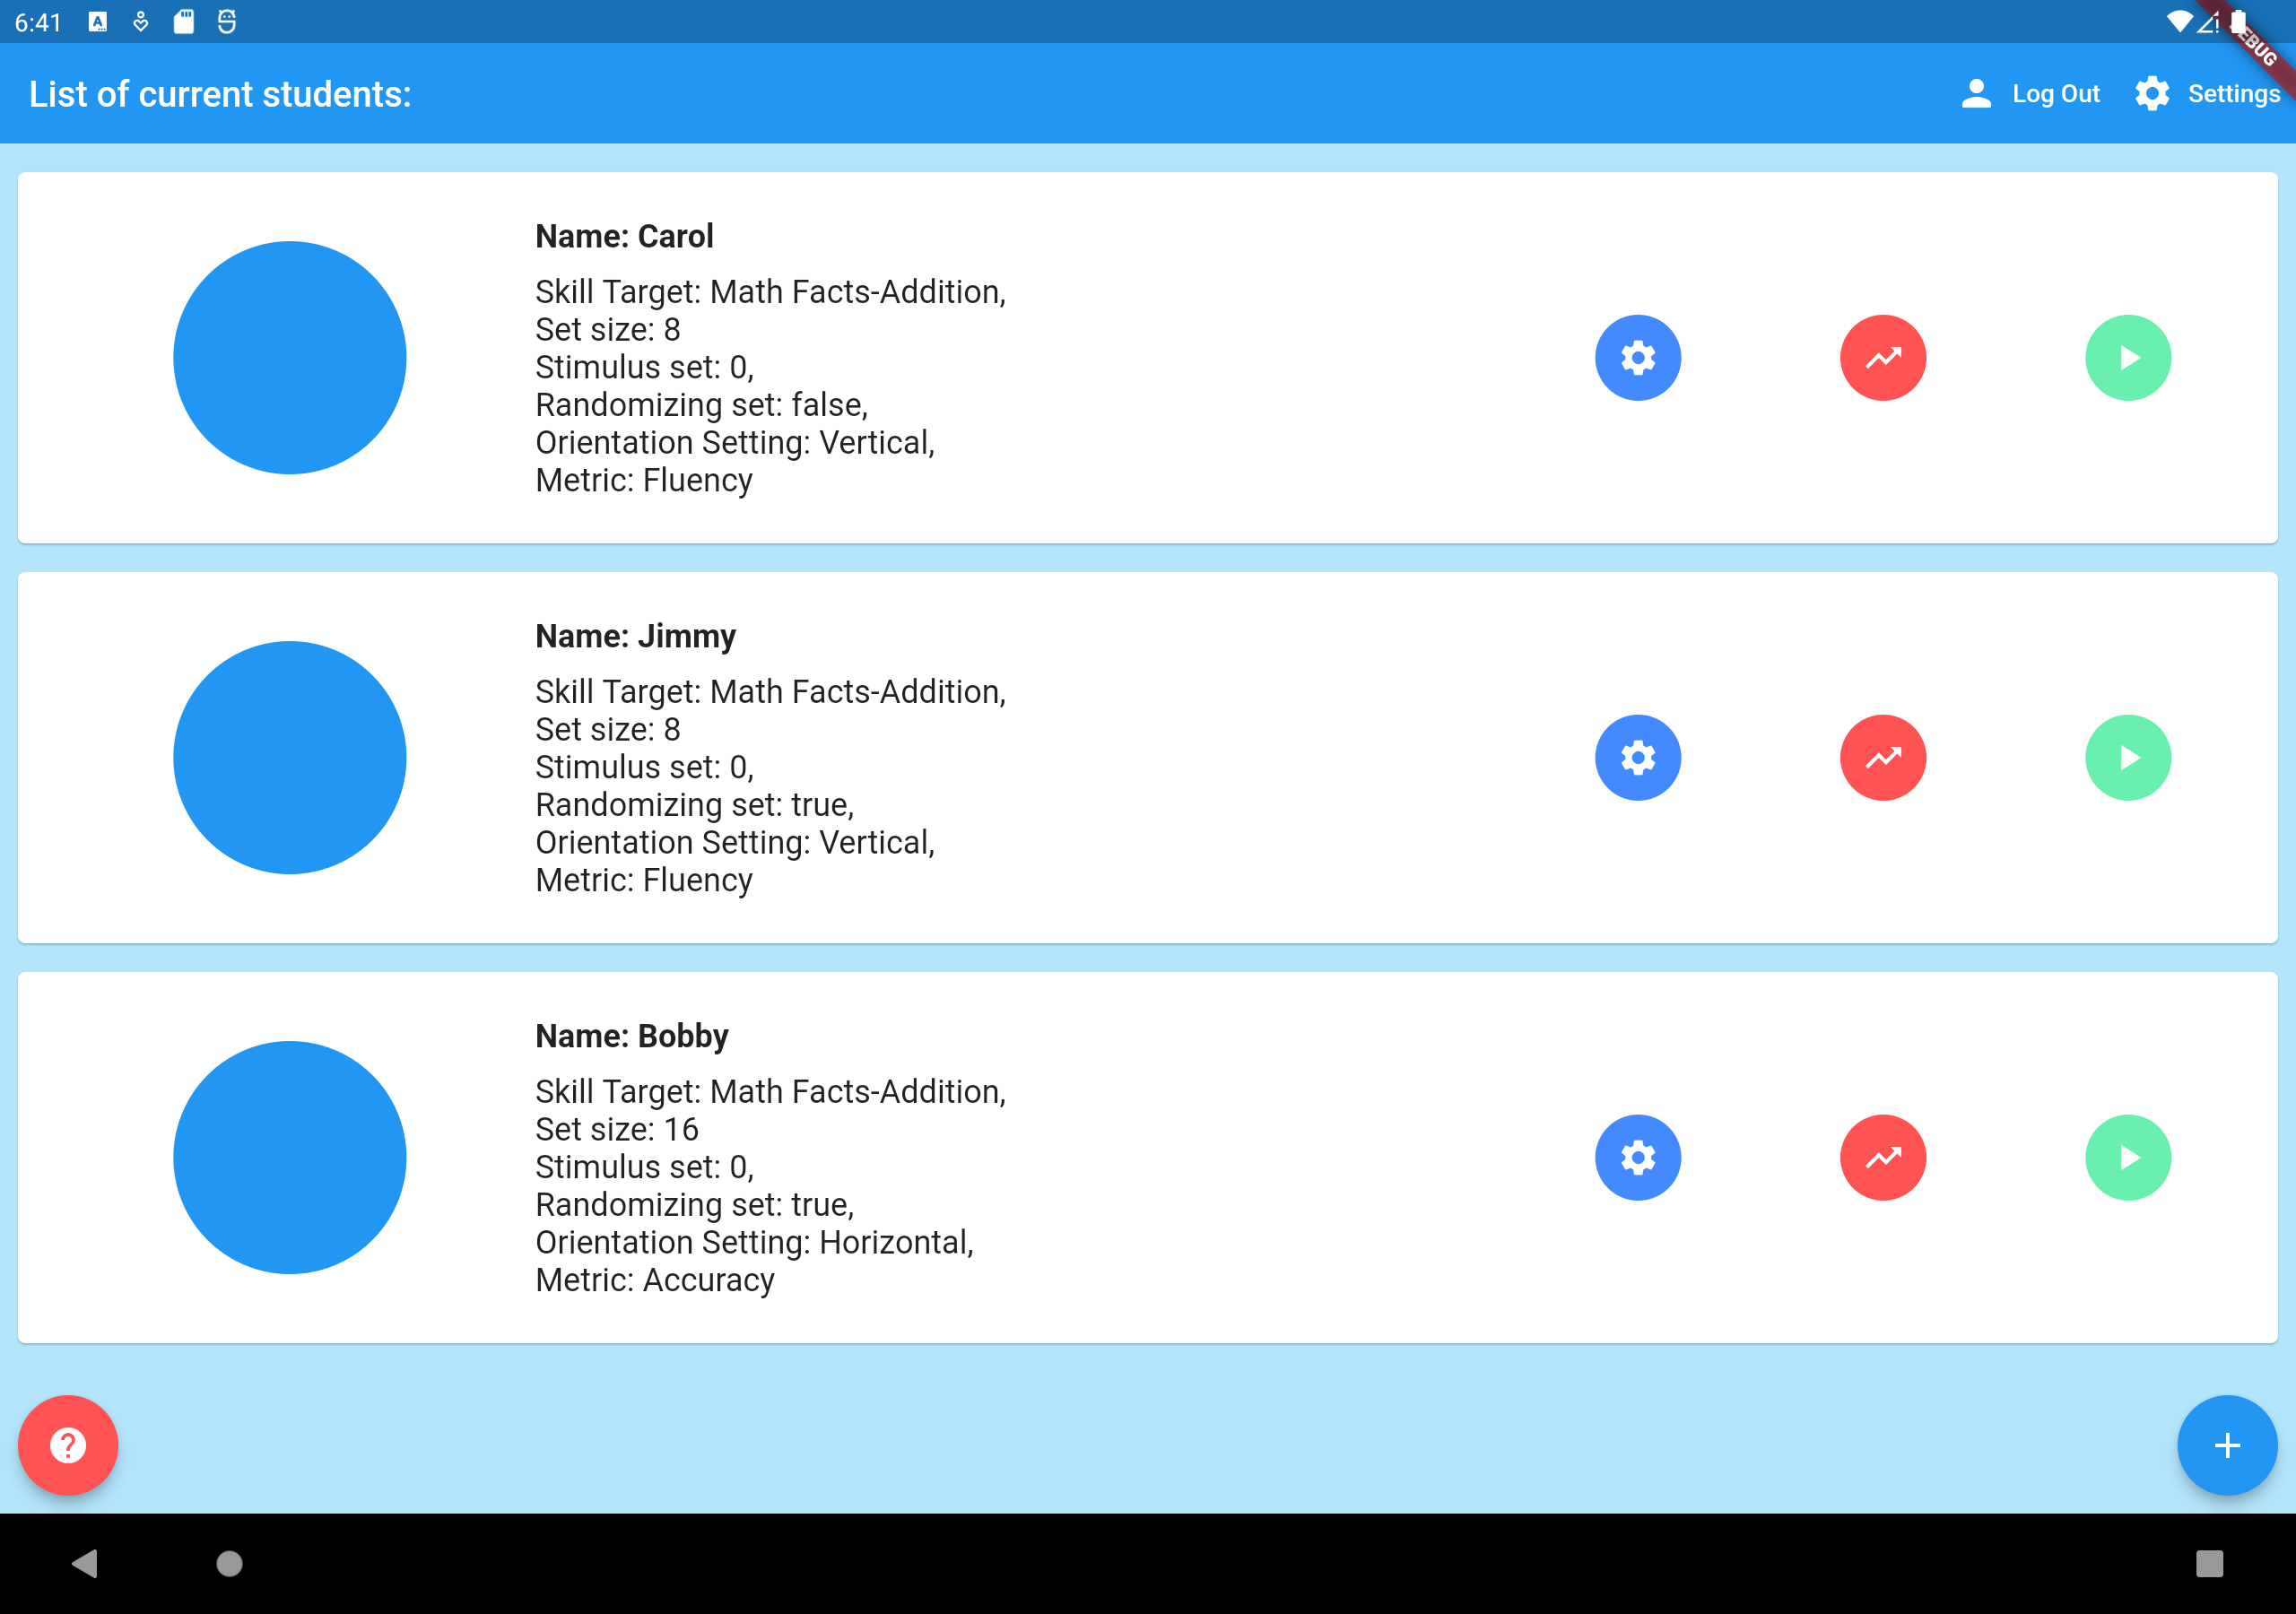 6:41
DEBUG
List of current students:
Log Out
Settings
Name: Carol
Skill Target: Math Facts-Addition,
Set size: 8
Stimulus set: 0,
Randomizing set: false,
Orientation Setting: Vertical,
Metric: Fluency
Name: Jimmy
Skill Target: Math Facts-Addition,
Set size: 8
Stimulus set: 0,
Randomizing set: true,
Orientation Setting: Vertical,
Metric: Fluency
Name: Bobby
Skill Target: Math Facts-Addition,
Set size: 16
Stimulus set: 0,
Randomizing set: true,
Orientation Setting: Horizontal,
Metric: Accuracy